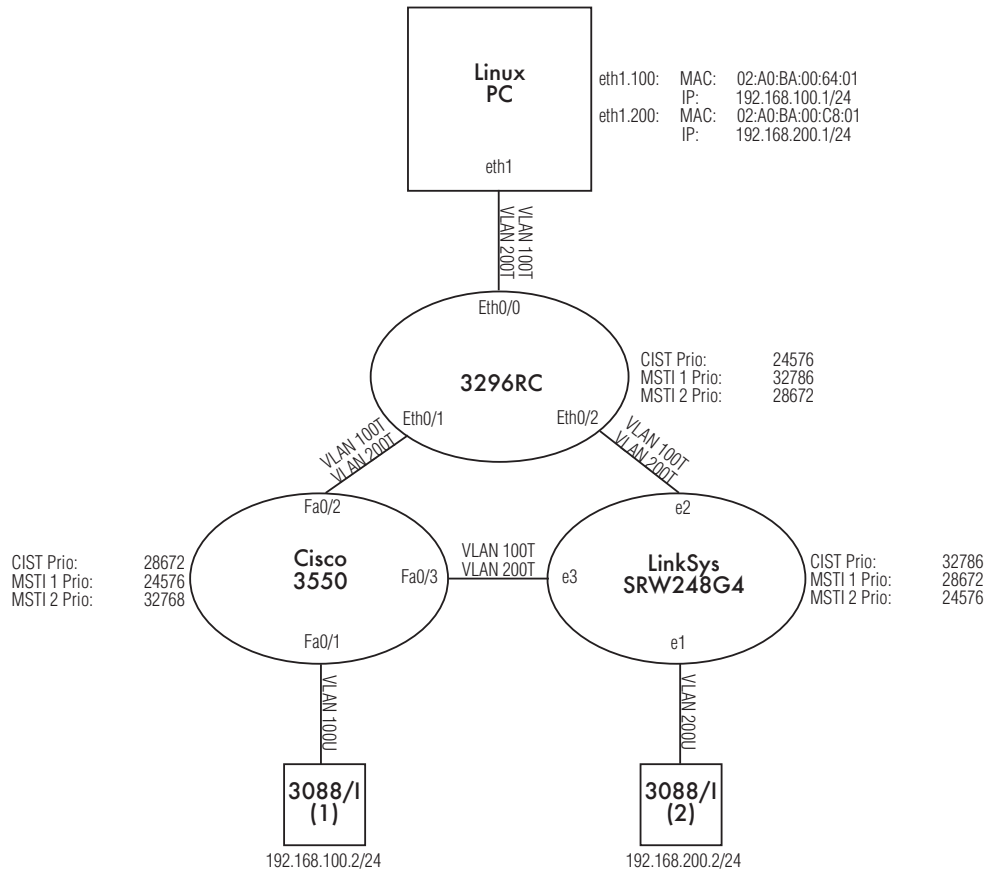 Linux
PC
eth1.100: MAC: 02:A0:BA:00:64:01
IP: 192.168.100.1/24
eth1.200: MAC: 02:A0:BA:00:C8:01
IP: 192.168.200.1/24
eth1
VLAN 100T
VLAN 200T
Eth0/0
3296RC
CIST Prio: 24576
MSTI 1 Prio: 32786
MSTI 2 Prio: 28672
Eth0/1
Eth0/2
VLAN 100T
VLAN 200T
VLAN 100T
VLAN 200T
Fa0/2
e2
CIST Prio: 28672
MSTI 1 Prio: 24576
MSTI 2 Prio: 32768
Cisco
3550
Fa0/3
VLAN 100T
VLAN 200T
e3
LinkSys
SRW248G4
CIST Prio: 32786
MSTI 1 Prio: 28672
MSTI 2 Prio: 24576
Fa0/1
e1
VLAN 100U
VLAN 200U
3088/I
(1)
3088/I
(2)
192.168.100.2/24
192.168.200.2/24